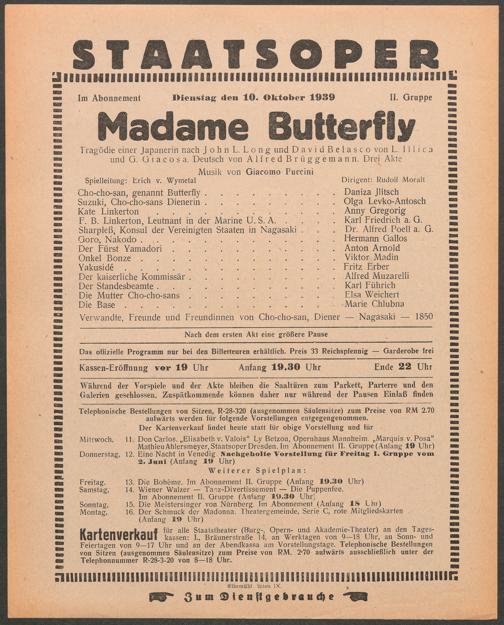 STAATSOPER
Im Abonnement Dienstag den 10. Oktober 1939 II. Gruppe
Madame Butterfly
Tragödie einer Japanerin nach John L. Long und David Belasco von L. Illica
und G. Giacosa. Deutsch von Alfred Brüggemann. Drei Akte
Musik von Giacomo Puccini
Spielleitung: Erich v. Wymetal Dirigent: Rudolf Moralt
Cho-cho-san, genannt Butterfly . . . . . . . . Daniza Jlitsch
Suzuki, Cho-cho-sans Dienerin . . . . . . . . Olga Levko-Antosch
Kate Linkerton . . . . . . . . Anny Gregorig
F. B. Linkerton, Leutnant in der Marine U. S. A. . . . . . Karl Friedrich a. G.
Sharpleß, Konsul der Vereinigten Staaten in Nagasaki . . . . Dr. Alfred Poell a. G.
Goro, Nakodo . . . . . . . . Hermann Gallos
Der Fürst Yamadori . . . . . . . . Anton Arnold
Onkel Bonze . . . . . . . . Viktor Madin
Yakusidé . . . . . . . . Fritz Erber
Der kaiserliche Kommissär . . . . . . . . Alfred Muzarelli
Der Standesbeamte . . . . . . . . Karl Führich
Die Mutter Cho-cho-sans . . . . . . . . Elsa Weichert
Die Base . . . . . . . . Marie Chlubna
Verwandte, Freunde und Freundinnen von Cho-cho-san, Diener — Nagasaki — 1850
Nach dem ersten Akt eine größere Pause
Das offizielle Programm nur bei den Billetteuren erhältlich. Preis 33 Reichspfennig — Garderobe frei
Kassen-Eröffnung vor 19 Uhr Anfang 19.30 Uhr Ende 22 Uhr
Während der Vorspiele und der Akte bleiben die Saaltüren zum Parkett, Parterre und den
Galerien geschlossen. Zuspätkommende können daher nur während der Pausen Einlaß finden
Telephonische Bestellungen von Sitzen, R-28-320 (ausgenommen Säulensitze) zum Preise von RM 2.70
aufwärts werden für folgende Vorstellungen entgegengenommen.
Der Kartenverkauf findet heute statt für obige Vorstellung und für
Mittwoch, 11. Don Carlos. „Elisabeth v. Valois" Ly Betzou, Opernhaus Mannheim. „Marquis v. Posa"
Mathieu Ahlersmeyer, Staatsoper Dresden. Im Abonnement II. Gruppe (Anfang 19 Uhr)
Donnerstag, 12. Eine Nacht in Venedig. Nachgeholte Vorstellung für Freitag I. Gruppe vom
2. Juni (Anfang 19 Uhr)
Weiterer Spielplan:
Freitag, 13. Die Bohème. Im Abonnement II. Gruppe (Anfang 19.30 Uhr)
Samstag, 14. Wiener Walzer — Tanz-Divertissement — Die Puppenfee.
Im Abonnement II. Gruppe (Anfang 19.30 Uhr)
Sonntag, 15. Die Meistersinger von Nürnberg. Im Abonnement (Anfang 18 Uhr)
Montag, 16. Der Schmuck der Madonna. Theatergemeinde, Serie C, rote Mitgliedskarten
(Anfang 19 Uhr)
Kartenverkauf für alle Staatstheater (Burg-, Opern- und Akademie-Theater) an den Tages-
kassen: I., Bräunerstraße 14, an Werktagen von 9—18 Uhr, an Sonn- und
Feiertagen von 9—17 Uhr und an der Abendkassa am Vorstellungstage. Telephonische Bestellungen
von Sitzen (ausgenommen Säulensitze) zum Preise von RM. 2·70 aufwärts ausschließlich unter der
Telephonnummer R-28-3-20 von 8—18 Uhr.
Elbemühl, Wien IX.
Zum Dienstgebrauche